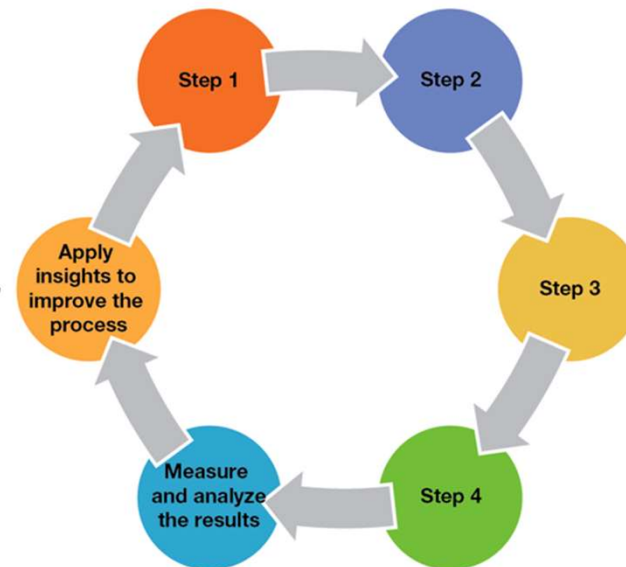 Step 1
Step 2
Step 3
Step 4
Measure
and analyze
the results
Apply
insights to
improve the
process